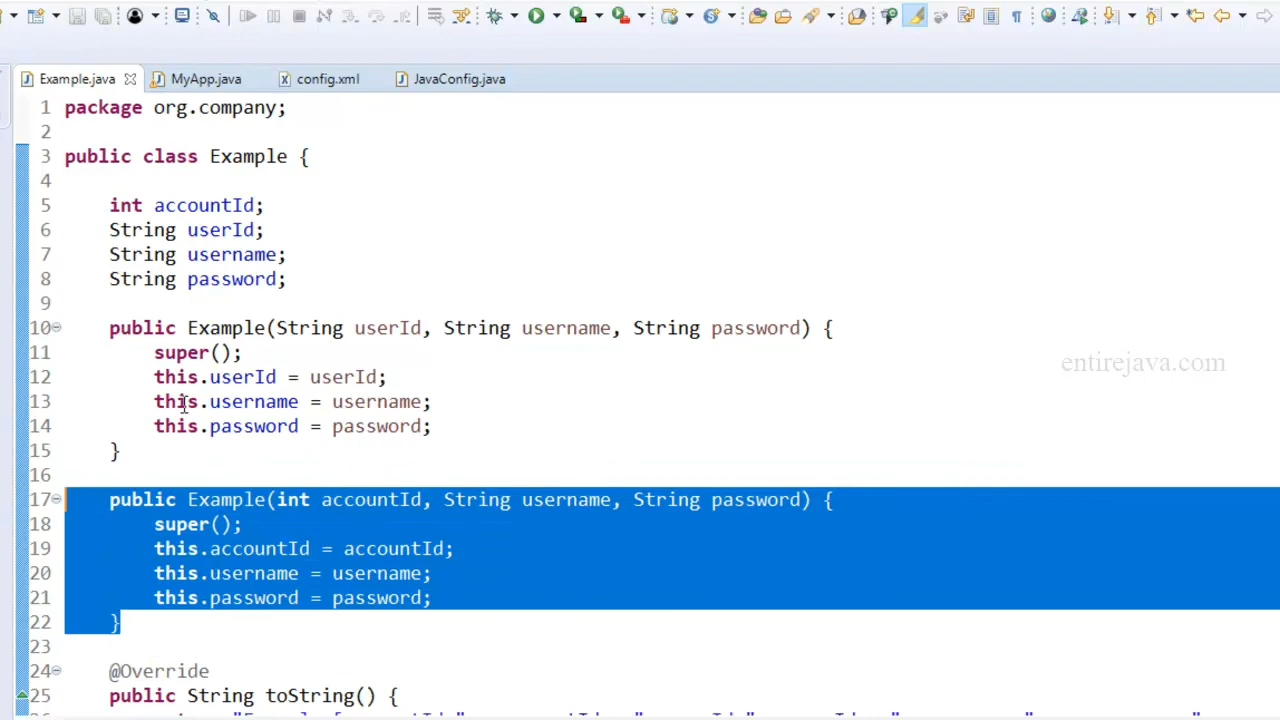 Example.java MyApp.java config.xml JavaConfig.java
1 package org.company;
2
3 public class Example {
4
5 int accountId;
6 String userId;
7 String username;
8 String password;
9
10 public Example(String userId, String username, String password) {
11 super();
12 this.userId = userId;
13 this.username = username;
14 this.password = password;
15 }
16
17 public Example(int accountId, String username, String password) {
18 super();
19 this.accountId = accountId;
20 this.username = username;
21 this.password = password;
22 }
23
24 @Override
25 public String toString() {
entirejava.com